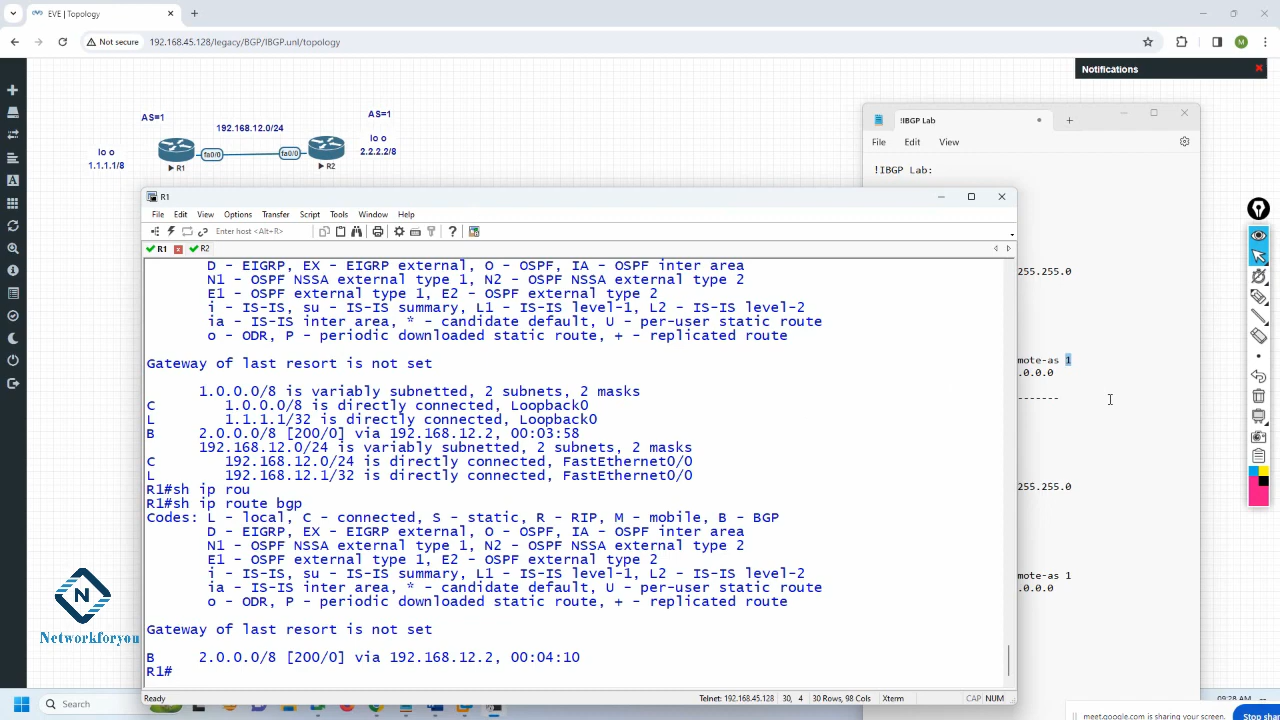 EVE | Topology
Not secure
192.168.45.128/legacy/BGP/IBGP.unl/topology
Notifications
AS=1
192.168.12.0/24
AS=1
lo o
1.1.1.1/8
fa0/0
fa0/0
R1
R2
lo o
2.2.2.2/8
!IBGP Lab
File Edit View
!IBGP Lab:
255.255.0
mote-as 1
.0.0.0
-------
255.255.0
mote-as 1
.0.0.0
R1
File Edit View Options Transfer Script Tools Window Help
Enter host <Alt+R>
R1 R2
D - EIGRP, EX - EIGRP external, O - OSPF, IA - OSPF inter area
N1 - OSPF NSSA external type 1, N2 - OSPF NSSA external type 2
E1 - OSPF external type 1, E2 - OSPF external type 2
i - IS-IS, su - IS-IS summary, L1 - IS-IS level-1, L2 - IS-IS level-2
ia - IS-IS inter area, * - candidate default, U - per-user static route
o - ODR, P - periodic downloaded static route, + - replicated route
Gateway of last resort is not set
1.0.0.0/8 is variably subnetted, 2 subnets, 2 masks
C 1.0.0.0/8 is directly connected, Loopback0
L 1.1.1.1/32 is directly connected, Loopback0
B 2.0.0.0/8 [200/0] via 192.168.12.2, 00:03:58
192.168.12.0/24 is variably subnetted, 2 subnets, 2 masks
C 192.168.12.0/24 is directly connected, FastEthernet0/0
L 192.168.12.1/32 is directly connected, FastEthernet0/0
R1#sh ip rou
R1#sh ip route bgp
Codes: L - local, C - connected, S - static, R - RIP, M - mobile, B - BGP
D - EIGRP, EX - EIGRP external, O - OSPF, IA - OSPF inter area
N1 - OSPF NSSA external type 1, N2 - OSPF NSSA external type 2
E1 - OSPF external type 1, E2 - OSPF external type 2
i - IS-IS, su - IS-IS summary, L1 - IS-IS level-1, L2 - IS-IS level-2
ia - IS-IS inter area, * - candidate default, U - per-user static route
o - ODR, P - periodic downloaded static route, + - replicated route
Gateway of last resort is not set
B 2.0.0.0/8 [200/0] via 192.168.12.2, 00:04:10
R1#
Ready
Telnet: 192.168.45.128
30, 4
30 Rows, 98 Cols
Xterm
CAP NUM
N
Networkforyou
Search
09:28 AM
meet.google.com is sharing your screen.
Stop sha